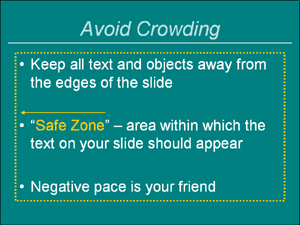 Avoid Crowding
• Keep all text and objects away from
the edges of the slide
• “Safe Zone” – area within which the
text on your slide should appear
• Negative pace is your friend